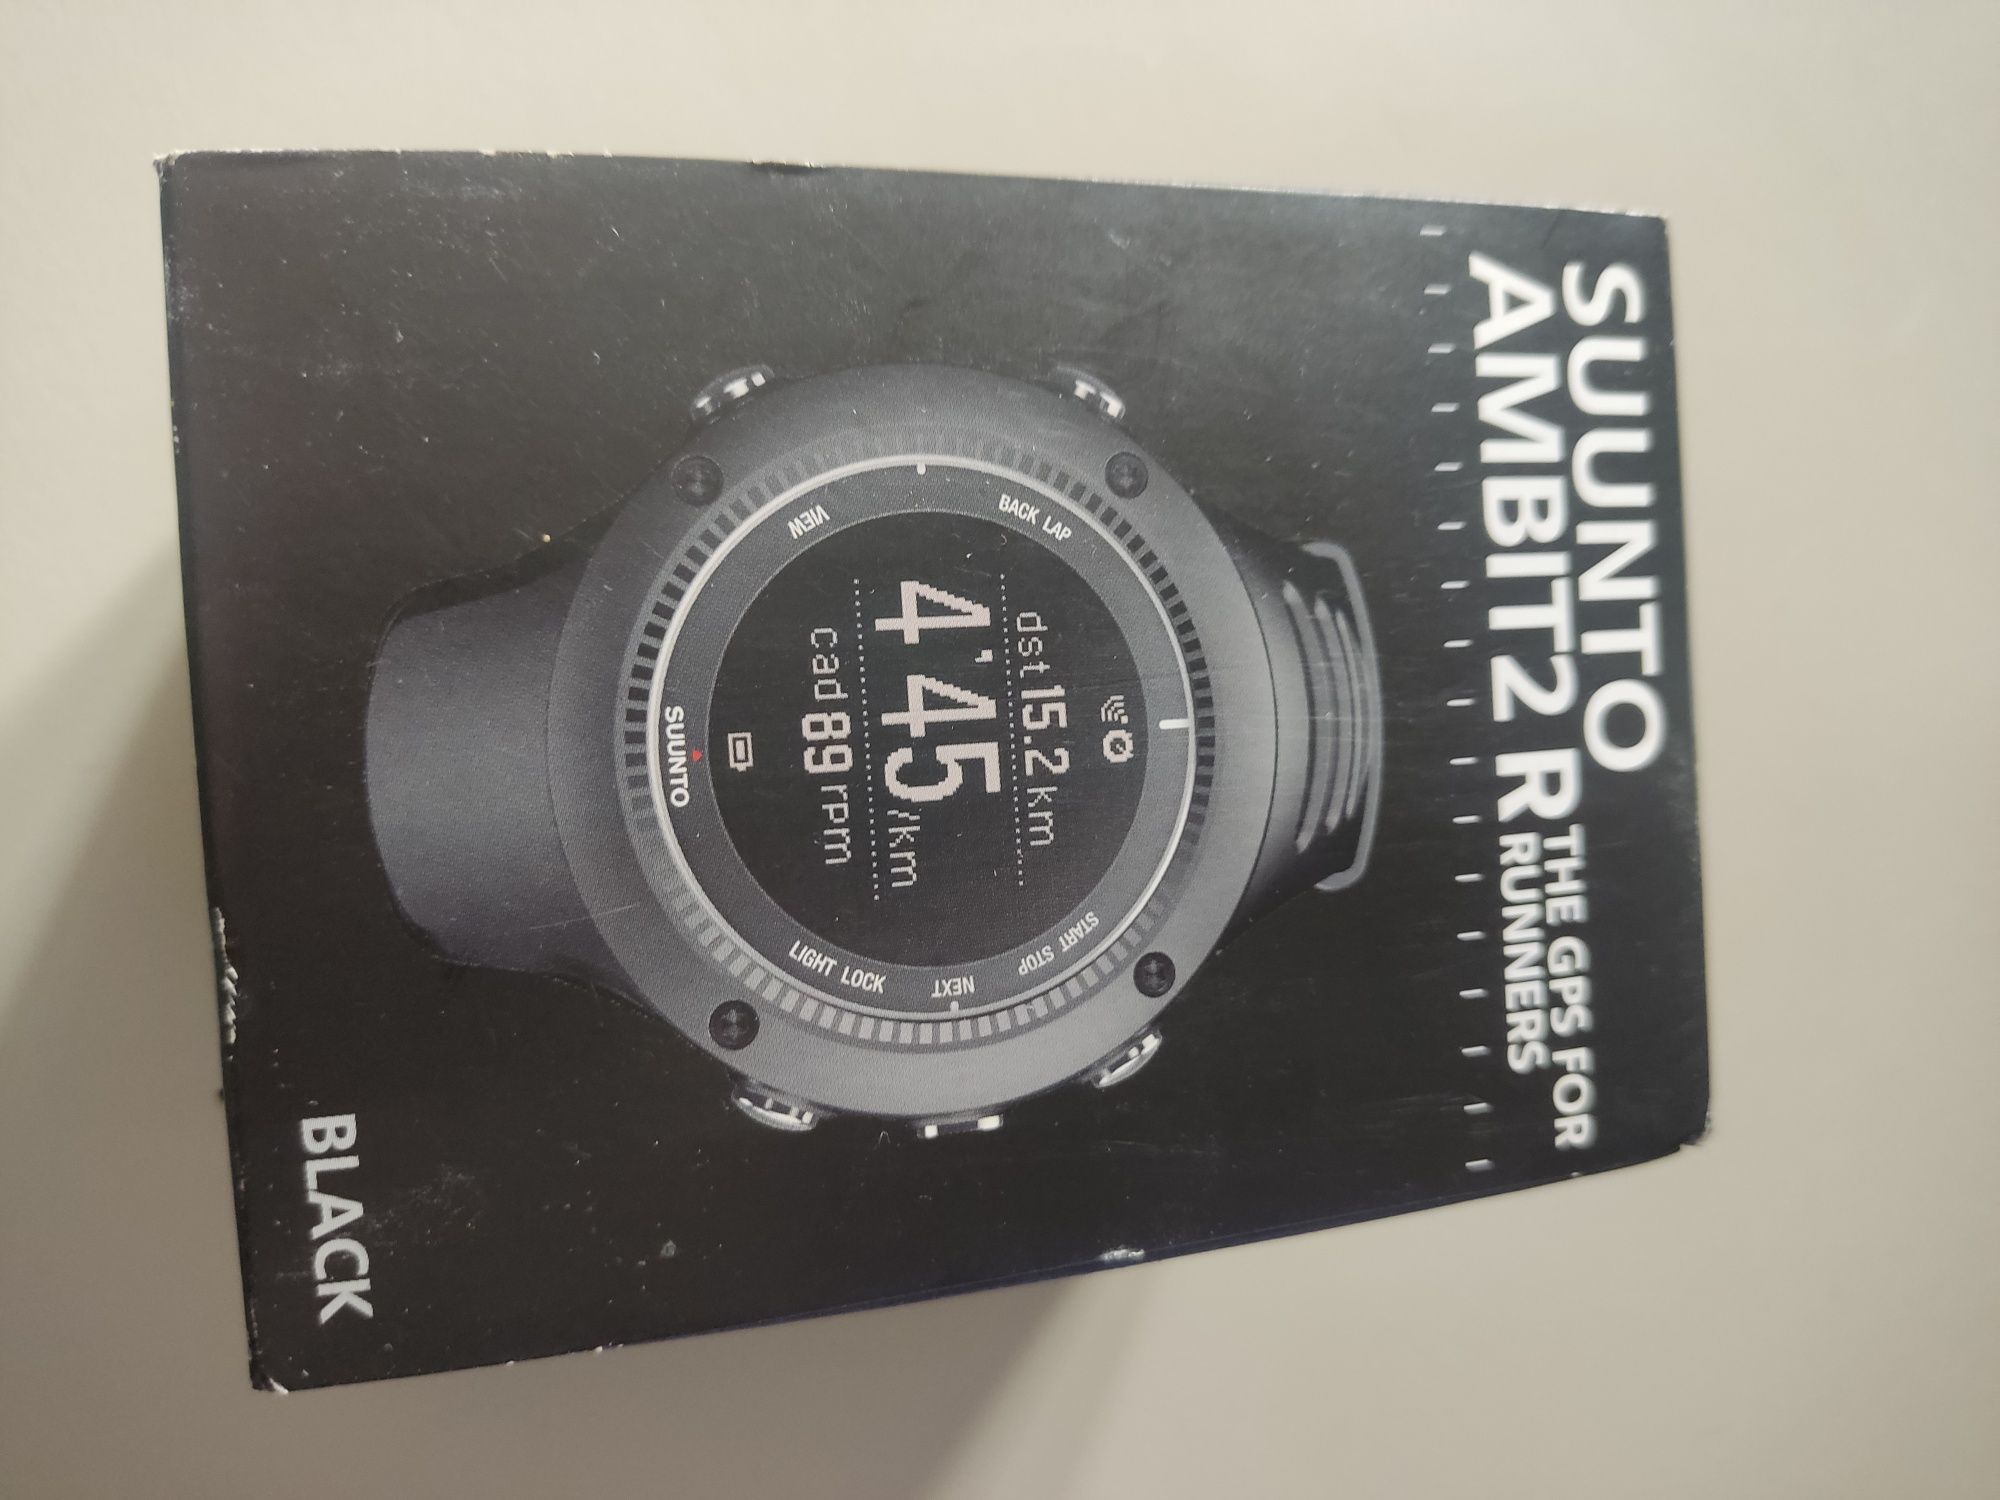 SUUNTO
AMBIT2 R THE GPS FOR
RUNNERS
BACK LAP
START STOP
dst 15.2 km
4'45/km
NEXT
cad 89 rpm
VIEW
LIGHT LOCK
SUUNTO
BLACK